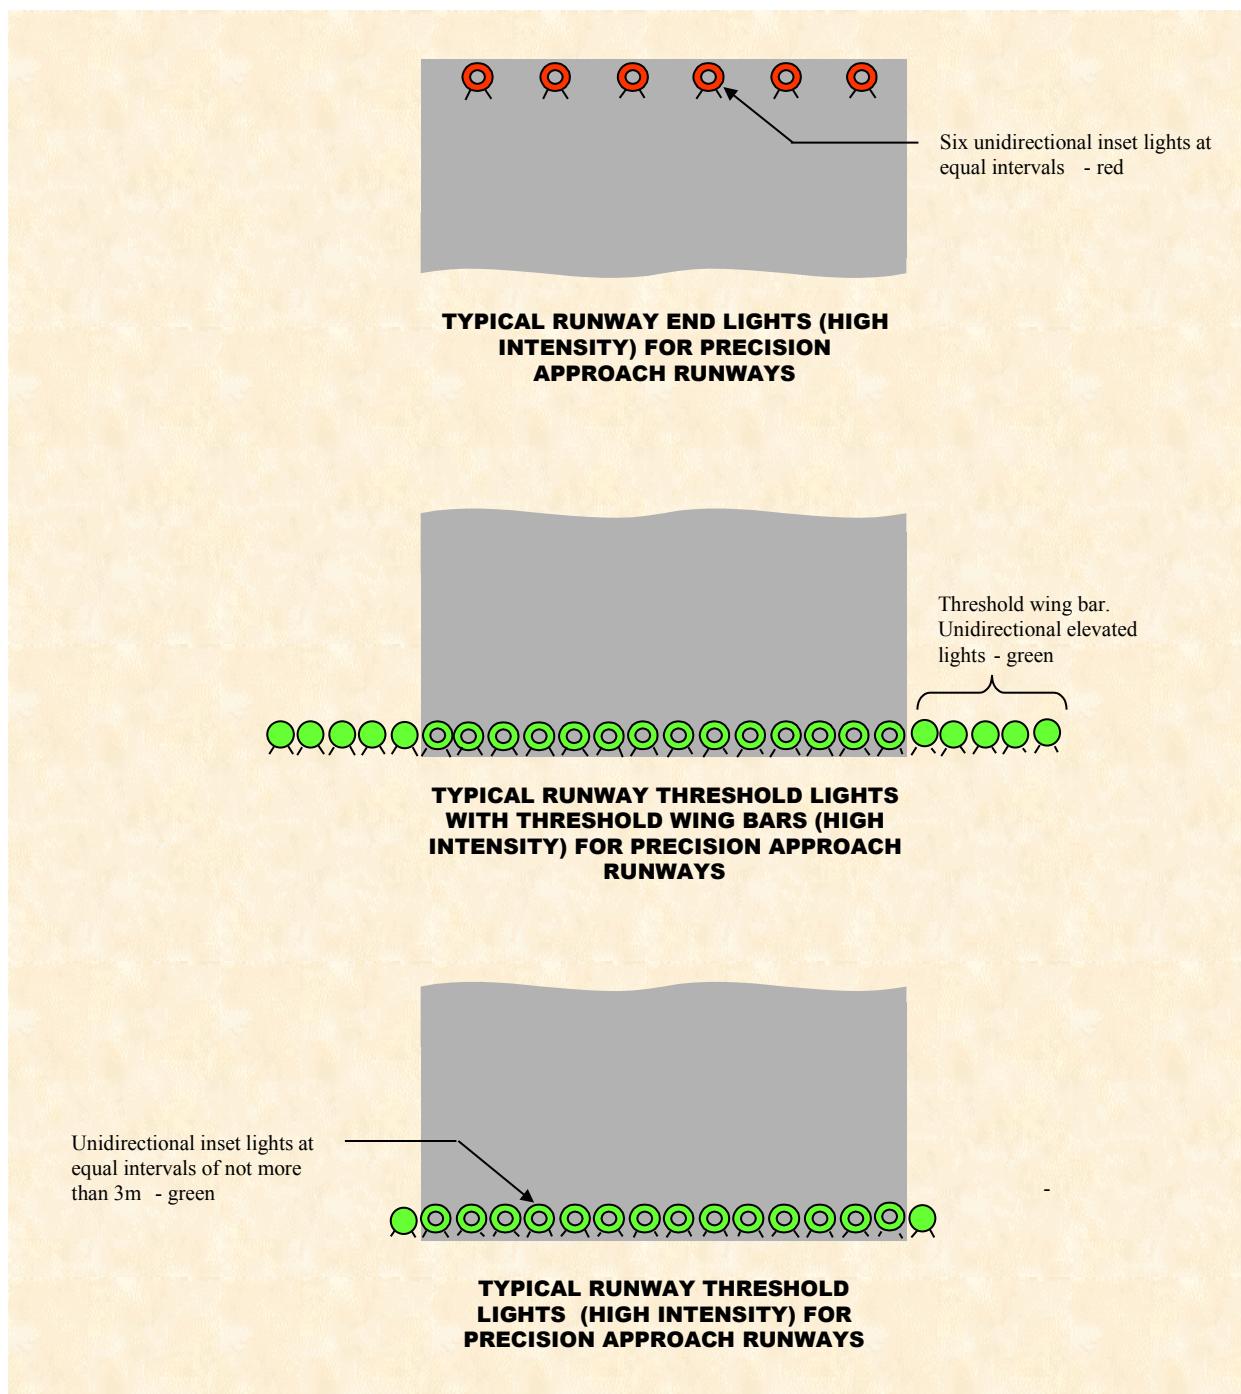 Six unidirectional inset lights at
equal intervals - red
TYPICAL RUNWAY END LIGHTS (HIGH
INTENSITY) FOR PRECISION
APPROACH RUNWAYS
Threshold wing bar.
Unidirectional elevated
lights - green
TYPICAL RUNWAY THRESHOLD LIGHTS
WITH THRESHOLD WING BARS (HIGH
INTENSITY) FOR PRECISION APPROACH
RUNWAYS
Unidirectional inset lights at
equal intervals of not more
than 3m - green
-
TYPICAL RUNWAY THRESHOLD
LIGHTS (HIGH INTENSITY) FOR
PRECISION APPROACH RUNWAYS